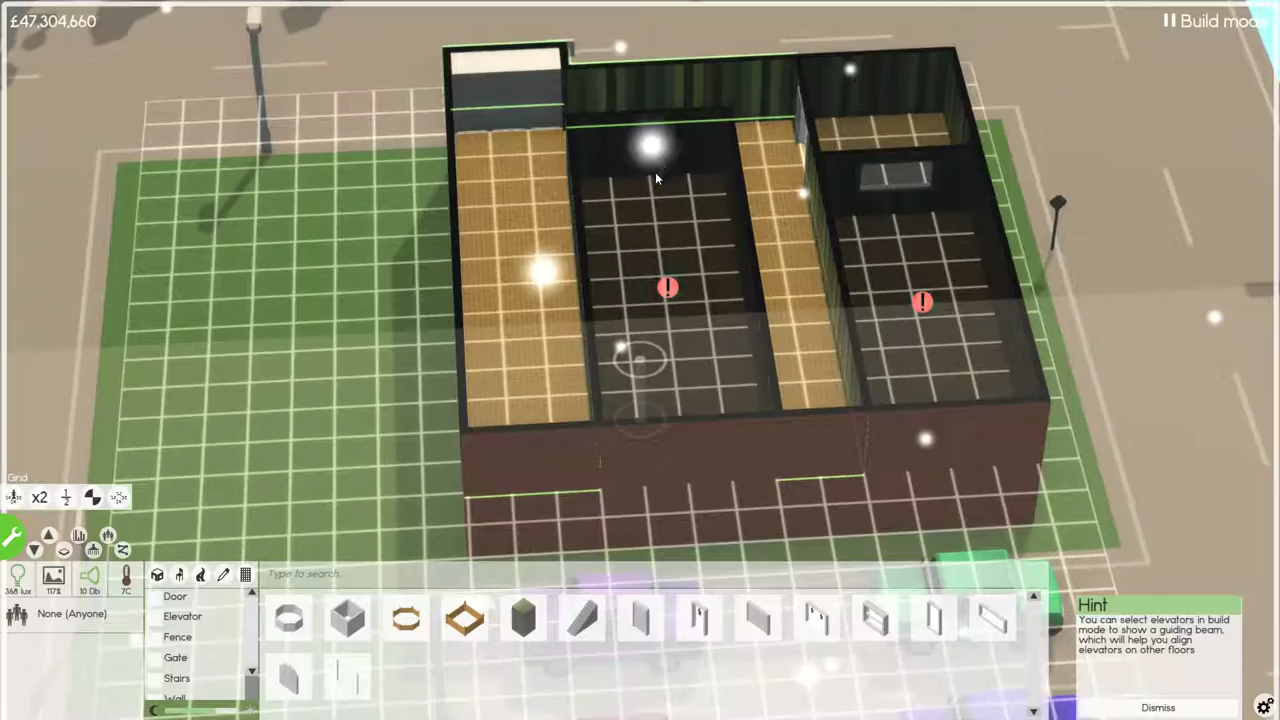 £47,304,660
Build mode
Grid
x2
368 lux
117%
10 Db
7C
None (Anyone)
Type to search.
Door
Elevator
Fence
Gate
Stairs
Wall
Hint
You can select elevators in build
mode to show a guiding beam,
which will help you align
elevators on other floors
Dismiss